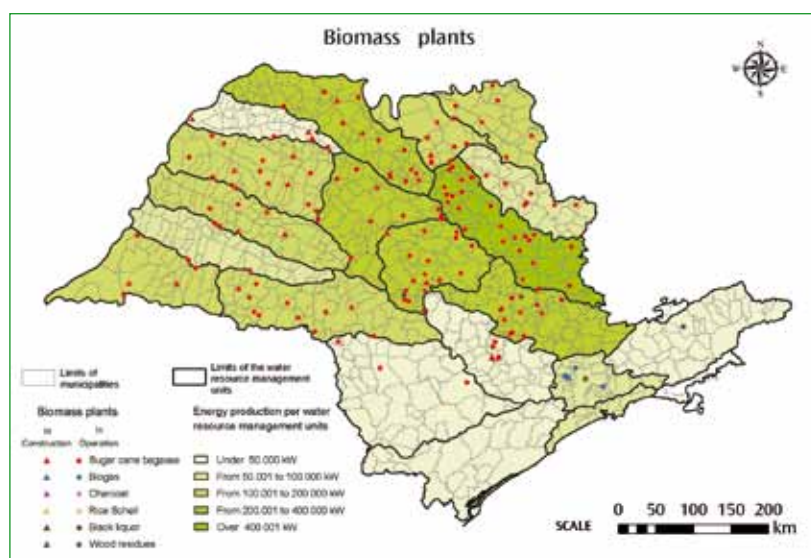 Biomass plants
N
W E
S
Limits of
municipalities
Limits of the water
resource management
units
Biomass plants
In
Construction
In
Operation
Sugar cane bagasse
Biogas
Charcoal
Rice Schell
Black liquor
Wood residues
Energy production per water
resource management units
Under 50.000 kW
From 50.001 to 100.000 kW
From 100.001 to 200.000 kW
From 200.001 to 400.000 kW
Over 400.001 kW
SCALE
0 50 100 150 200
km